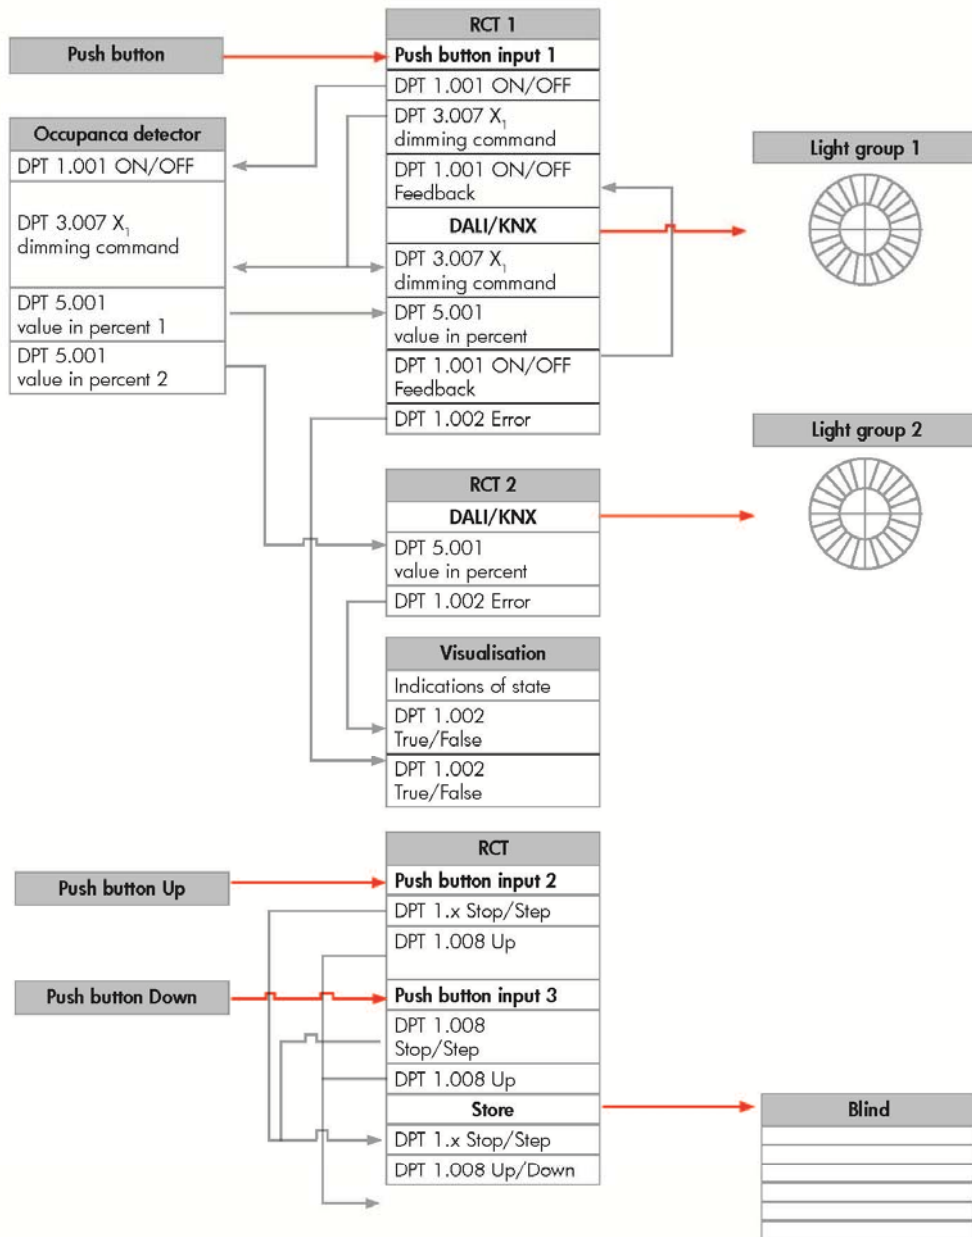 RCT 1
Push button
Push button input 1
DPT 1.001 ON/OFF
DPT 3.007 X₁
dimming command
DPT 1.001 ON/OFF
Feedback
DALI/KNX
DPT 3.007 X₁
dimming command
DPT 5.001
value in percent
DPT 1.001 ON/OFF
Feedback
DPT 1.002 Error
Occupanca detector
DPT 1.001 ON/OFF
DPT 3.007 X₁
dimming command
DPT 5.001
value in percent 1
DPT 5.001
value in percent 2
Light group 1
Light group 2
RCT 2
DALI/KNX
DPT 5.001
value in percent
DPT 1.002 Error
Visualisation
Indications of state
DPT 1.002
True/False
DPT 1.002
True/False
RCT
Push button Up
Push button input 2
DPT 1.x Stop/Step
DPT 1.008 Up
Push button Down
Push button input 3
DPT 1.008
Stop/Step
DPT 1.008 Up
Store
DPT 1.x Stop/Step
DPT 1.008 Up/Down
Blind